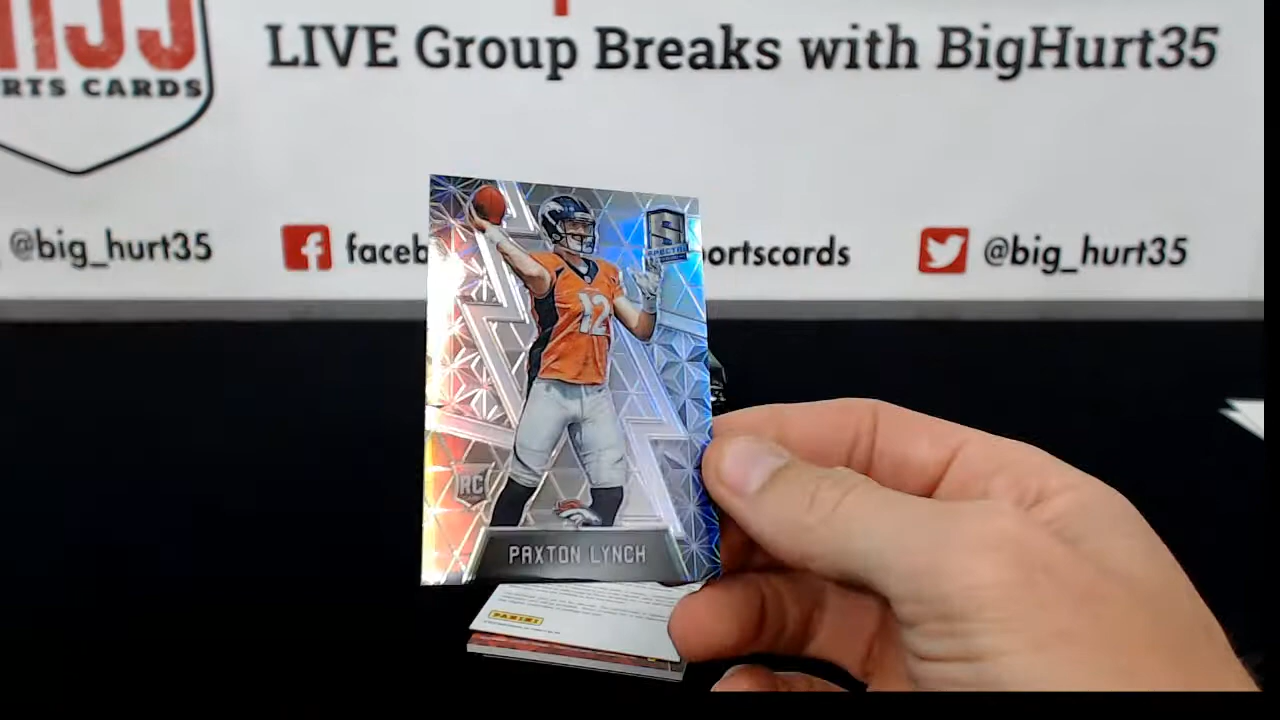 LIVE Group Breaks with BigHurt35
RTS CARDS
@big_hurt35
f
faceb
ortscards
@big_hurt35
S
SPECTRA
12
RC
PAXTON LYNCH
PANINI